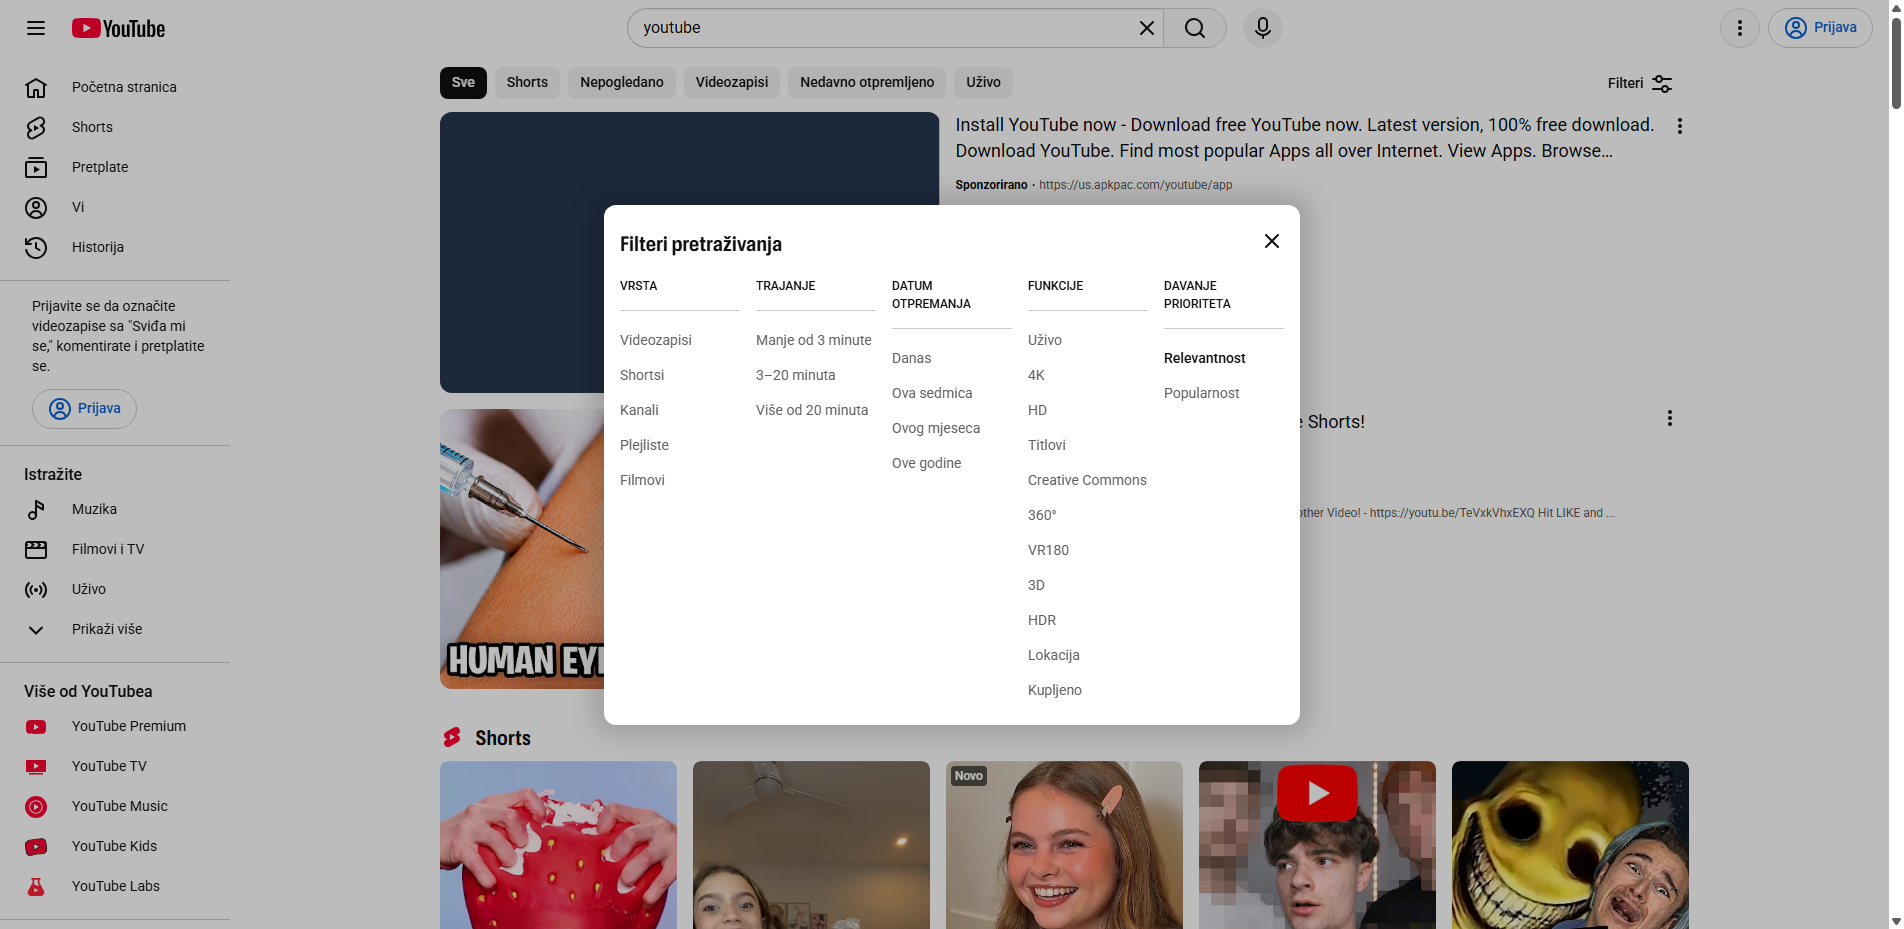 YouTube
youtube
Prijava
Početna stranica
Shorts
Pretplate
Vi
Historija
Prijavite se da označite
videozapise sa "Sviđa mi
se," komentirate i pretplatite
se.
Prijava
Istražite
Muzika
Filmovi i TV
Uživo
Prikaži više
Više od YouTubea
YouTube Premium
YouTube TV
YouTube Music
YouTube Kids
YouTube Labs
Sve
Shorts
Nepogledano
Videozapisi
Nedavno otpremljeno
Uživo
Filteri
Install YouTube now - Download free YouTube now. Latest version, 100% free download.
Download YouTube. Find most popular Apps all over Internet. View Apps. Browse...
Sponzorirano · https://us.apkpac.com/youtube/app
Filteri pretraživanja
VRSTA
Videozapisi
Shortsi
Kanali
Plejliste
Filmovi
TRAJANJE
Manje od 3 minute
3–20 minuta
Više od 20 minuta
DATUM
OTPREMANJA
Danas
Ova sedmica
Ovog mjeseca
Ove godine
FUNKCIJE
Uživo
4K
HD
Titlovi
Creative Commons
360°
VR180
3D
HDR
Lokacija
Kupljeno
DAVANJE
PRIORITETA
Relevantnost
Popularnost
Shorts!
other Video! - https://youtu.be/TeVxkVhxEXQ Hit LIKE and ...
HUMAN EYE
Shorts
Novo